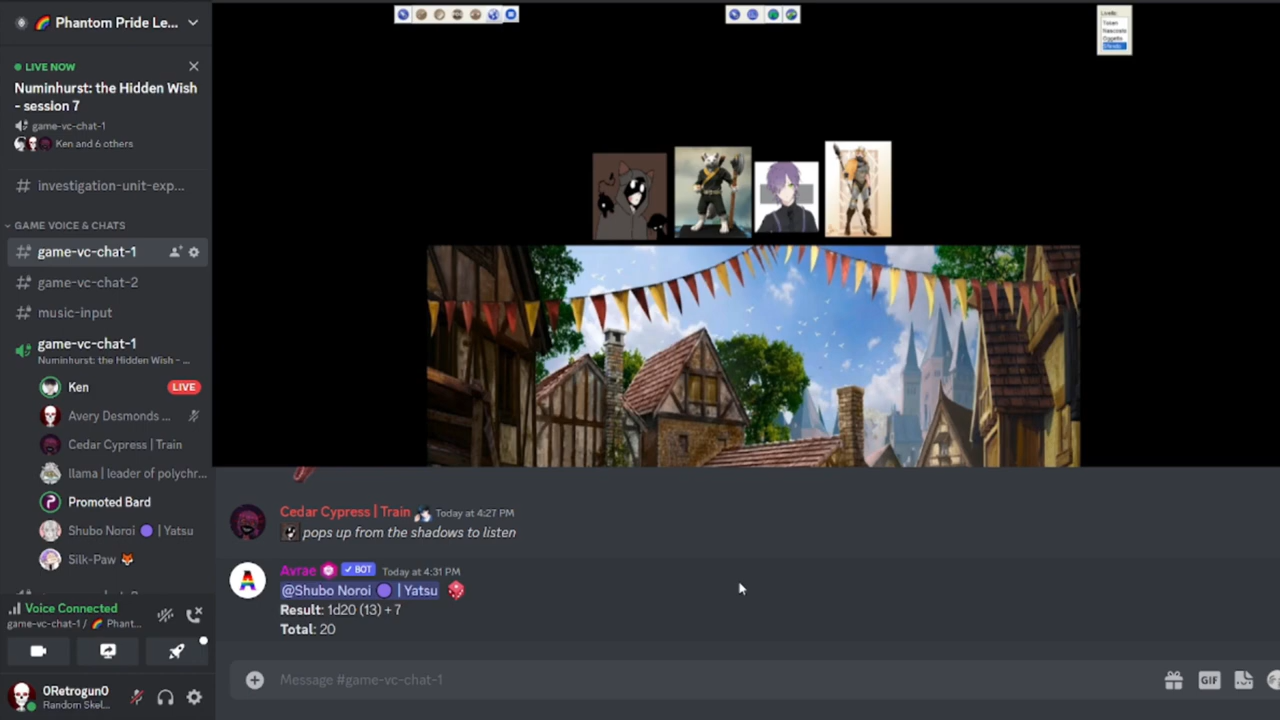 Phantom Pride Le...
LIVE NOW
Numinhurst: the Hidden Wish
- session 7
game-vc-chat-1
Ken and 6 others
investigation-unit-exp...
GAME VOICE & CHATS
game-vc-chat-1
game-vc-chat-2
music-input
game-vc-chat-1
Numinhurst: the Hidden Wish - ...
Ken
LIVE
Avery Desmonds ...
Cedar Cypress | Train
llama | leader of polychr...
Promoted Bard
Shubo Noroi 🟣 | Yatsu
Silk-Paw 🦊
Voice Connected
game-vc-chat-1 / 🌈 Phant...
0Retrogun0
Random Skel...
Livello:
Token
Nascosto
Oggetto
Sfondo
Cedar Cypress | Train Today at 4:27 PM
pops up from the shadows to listen
Avrae ✓ BOT Today at 4:31 PM
@Shubo Noroi 🟣 | Yatsu
Result: 1d20 (13) + 7
Total: 20
Message #game-vc-chat-1
GIF